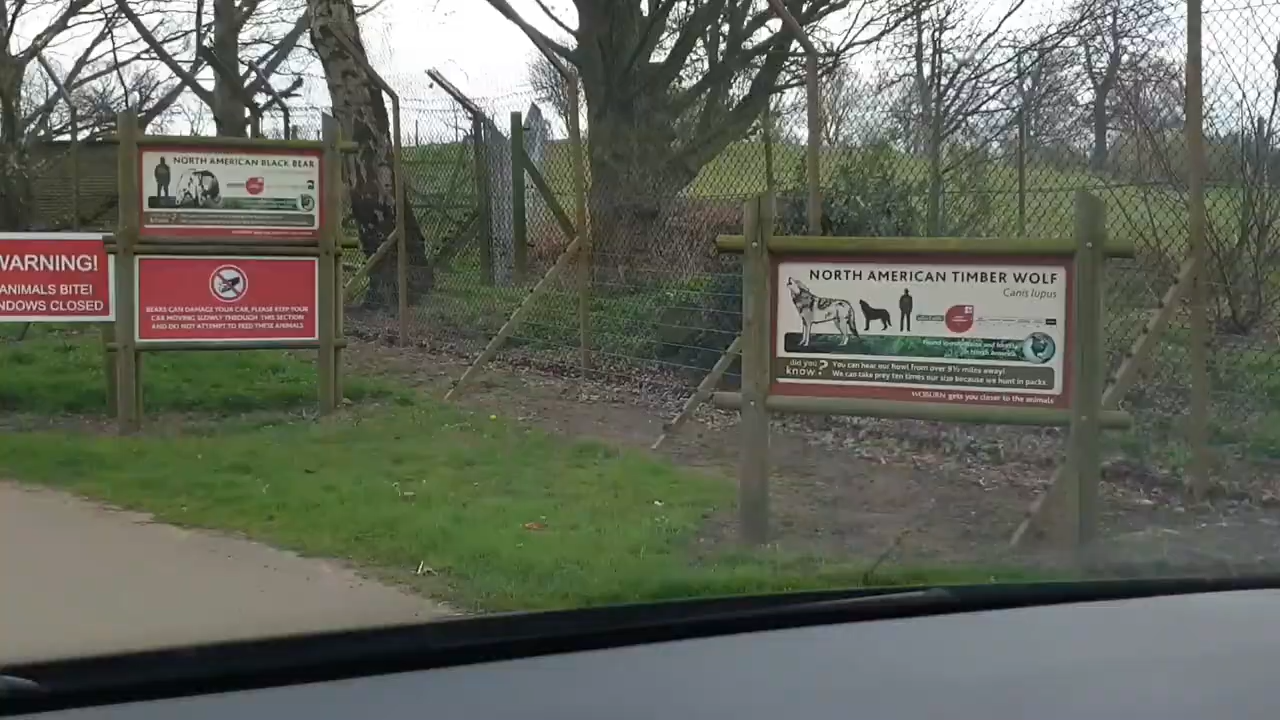 NORTH AMERICAN BLACK BEAR
WARNING!
ANIMALS BITE!
NDOWS CLOSED
BEARS CAN DAMAGE YOUR CAR, PLEASE KEEP YOUR
CAR MOVING SLOWLY THROUGH THIS SECTION
AND DO NOT ATTEMPT TO FEED THESE ANIMALS
NORTH AMERICAN TIMBER WOLF
Canis lupus
in North America
did you
know?
You can hear our howl from over 9½ miles away!
We can take prey ten times our size because we hunt in packs.
WOBURN gets you closer to the animals